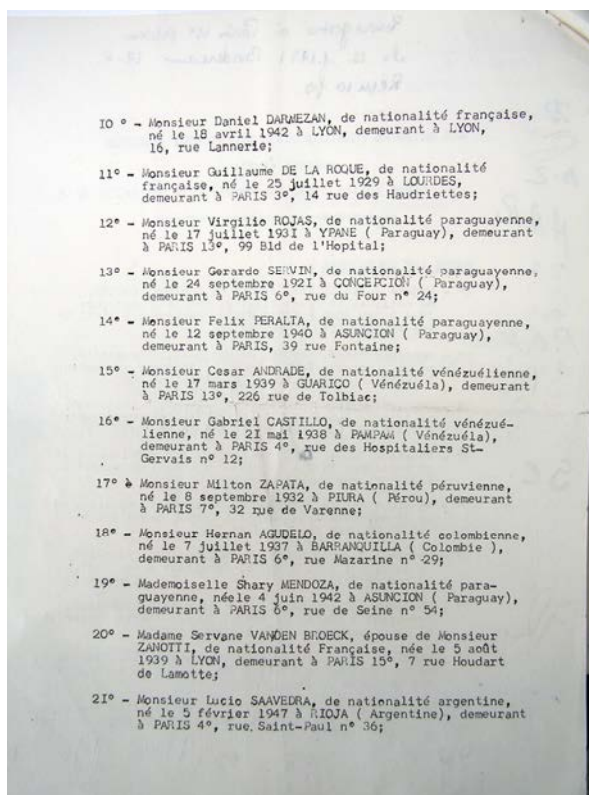 IO ° - Monsieur Daniel DARMEZAN, de nationalité française,
né le 18 avril 1942 à LYON, demeurant à LYON,
16, rue Lannerie;
11° - Monsieur Guillaume DE LA ROQUE, de nationalité
française, né le 25 juillet 1929 à LOURDES,
demeurant à PARIS 3°, 14 rue des Haudriettes;
12° - Monsieur Virgilio ROJAS, de nationalité paraguayenne,
né le 17 juillet 193I à YPANE ( Paraguay), demeurant
à PARIS 13°, 99 Bld de l'Hopital;
13° - Monsieur Gerardo SERVIN, de nationalité paraguayenne,
né le 24 septembre 192I à CONCEPCION ( Paraguay),
demeurant à PARIS 6°, rue du Four n° 24;
14° - Monsieur Felix PERALTA, de nationalité paraguayenne,
né le 12 septembre 1940 à ASUNCION ( Paraguay),
demeurant à PARIS, 39 rue Fontaine;
15° - Monsieur Cesar ANDRADE, de nationalité vénézuélienne,
né le 17 mars 1939 à GUARICO ( Vénézuéla), demeurant
à PARIS 13°, 226 rue de Tolbiac;
16° - Monsieur Gabriel CASTILLO, de nationalité vénézué-
lienne, né le 2I mai 1938 à PAMPAM ( Vénézuéla),
demeurant à PARIS 4°, rue des Hospitaliers St-
Gervais n° 12;
17° è Monsieur Milton ZAPATA, de nationalité péruvienne,
né le 8 septembre 1932 à PIURA ( Pérou), demeurant
à PARIS 7°, 32 rue de Varenne;
18° - Monsieur Hernan AGUDELO, de nationalité colombienne,
né le 7 juillet 1937 à BARRANQUILLA ( Colombie ),
demeurant à PARIS 6°, rue Mazarine n° 29;
19° - Mademoiselle Shary MENDOZA, de nationalité para-
guayenne, néele 4 juin 1942 à ASUNCION ( Paraguay),
demeurant à PARIS 6°, rue de Seine n° 54;
20° - Madame Servane VANDEN BROECK, épouse de Monsieur
ZANOTTI, de nationalité Française, née le 5 août
1939 à LYON, demeurant à PARIS 15°, 7 rue Houdart
de Lamotte;
2I° - Monsieur Lucio SAAVEDRA, de nationalité argentine,
né le 5 février 1947 à RIOJA ( Argentine), demeurant
à PARIS 4°, rue Saint-Paul n° 36;